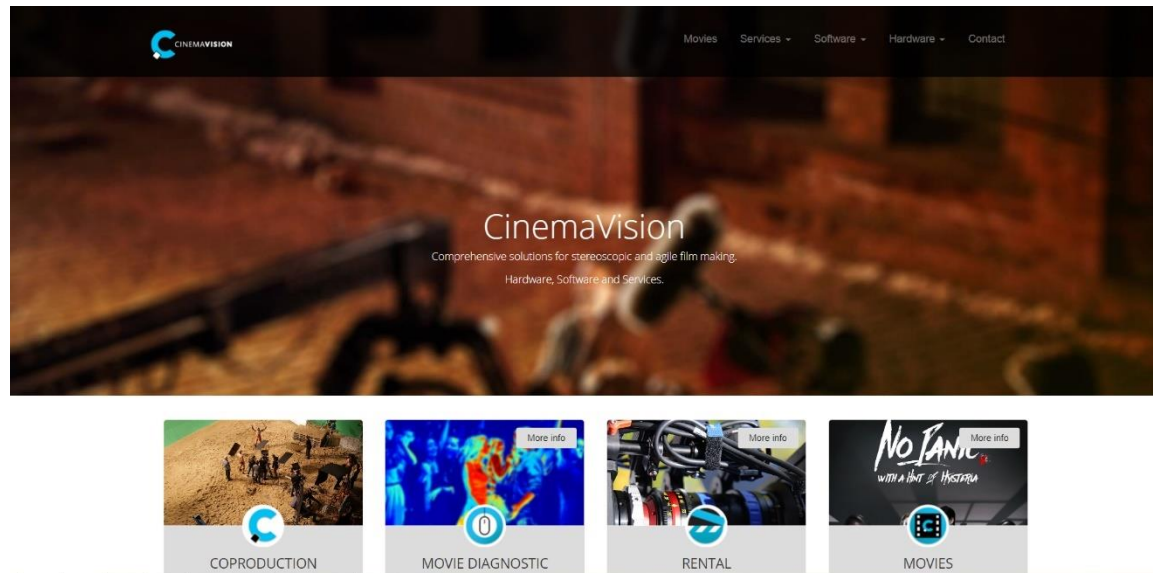 CINEMAVISION
Movies Services Software Hardware Contact
CinemaVision
Comprehensive solutions for stereoscopic and agile film making.
Hardware, Software and Services.
More info
More info
NO PANIC
More info
WITH A HINT OF HYSTERIA
COPRODUCTION
MOVIE DIAGNOSTIC
RENTAL
MOVIES